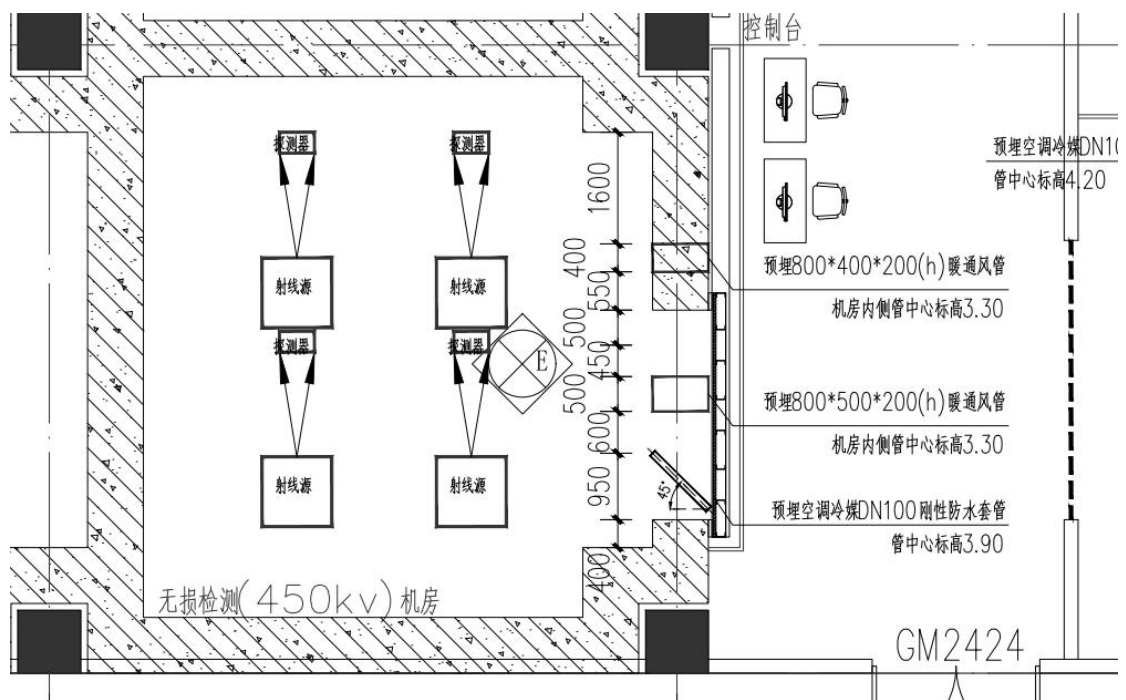 控制台
探测器
探测器
预埋空调冷媒DN10
管中心标高4.20
1600
400
射线源
射线源
预埋800*400*200(h)暖通风管
550
机房内侧管中心标高3.30
500
探测器
探测器
E
450
500
预埋800*500*200(h)暖通风管
600
机房内侧管中心标高3.30
射线源
射线源
950
45°
预埋空调冷媒DN100刚性防水套管
管中心标高3.90
400
无损检测(450kv)机房
GM2424